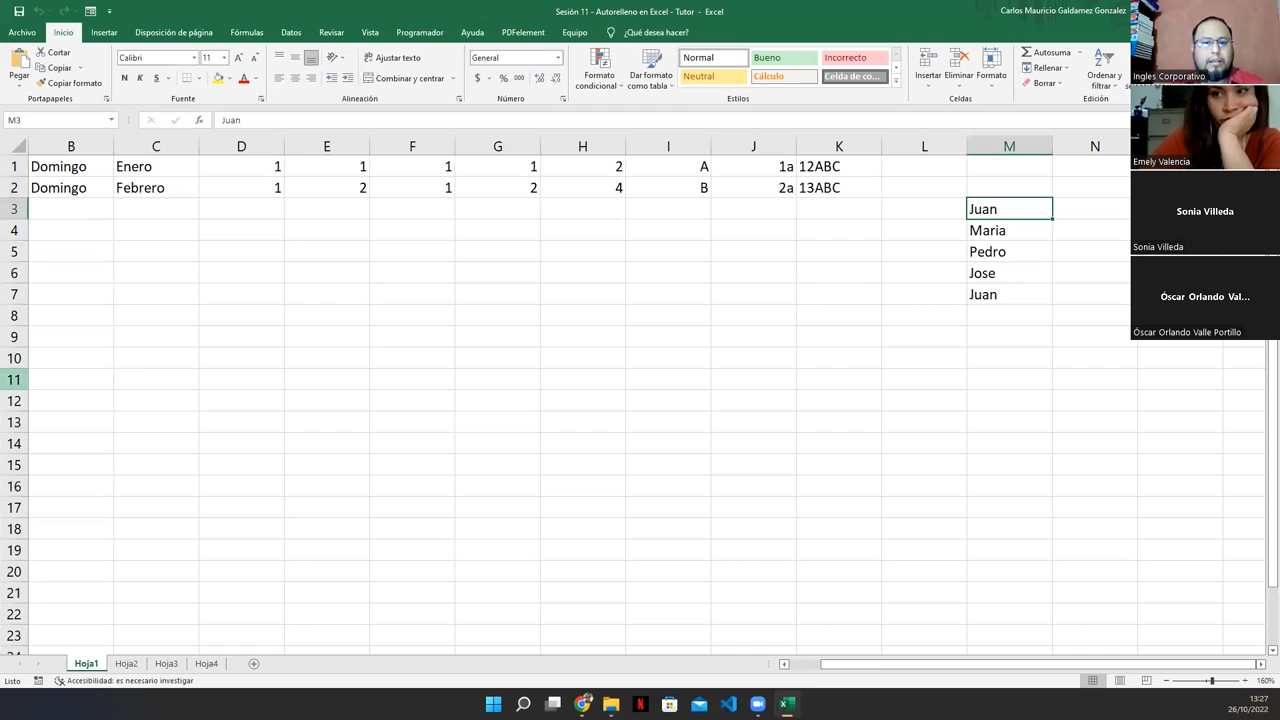 Sesión 11 - Autorelleno en Excel - Tutor - Excel
Carlos Mauricio Galdamez Gonzalez
Archivo Inicio Insertar Disposición de página Fórmulas Datos Revisar Vista Programador Ayuda PDFelement Equipo ¿Qué desea hacer?
Pegar
Cortar
Copiar
Copiar formato
Portapapeles
Calibri 11
N K S
Fuente
Ajustar texto
Combinar y centrar
Alineación
General
$ % 000
Número
Formato condicional
Dar formato como tabla
Normal Bueno Incorrecto
Neutral Cálculo Celda de co...
Estilos
Insertar Eliminar Formato
Celdas
Autosuma
Rellenar
Borrar
Ordenar y filtrar
Edición
M3 Juan
B C D E F G H I J K L M N
1 Domingo Enero 1 1 1 1 2 A 1a 12ABC
2 Domingo Febrero 1 2 1 2 4 B 2a 13ABC
3 Juan
4 Maria
5 Pedro
6 Jose
7 Juan
8
9
10
11
12
13
14
15
16
17
18
19
20
21
22
23
Ingles Corporativo
Emely Valencia
Sonia Villeda
Sonia Villeda
Óscar Orlando Val...
Óscar Orlando Valle Portillo
Hoja1 Hoja2 Hoja3 Hoja4
Listo Accesibilidad: es necesario investigar 160%
13:27
26/10/2022